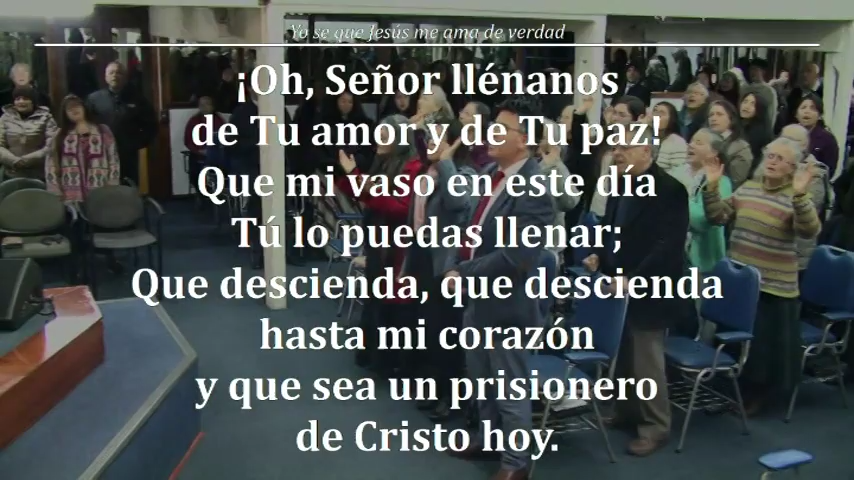 Yo se que Jesús me ama de verdad
¡Oh, Señor llénanos
de Tu amor y de Tu paz!
Que mi vaso en este día
Tú lo puedas llenar;
Que descienda, que descienda
hasta mi corazón
y que sea un prisionero
de Cristo hoy.